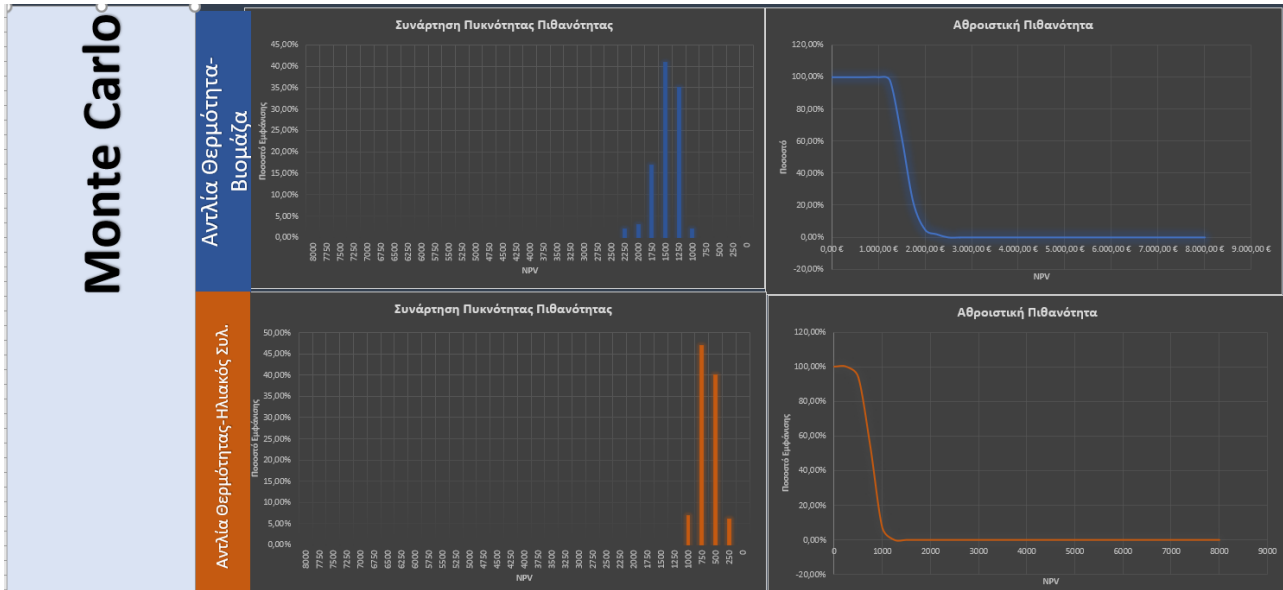 Monte Carlo
Αντλία Θερμότητα-
Βιομάζα
Συνάρτηση Πυκνότητας Πιθανότητας
Ποσοστό Εμφάνισης
45,00%
40,00%
35,00%
30,00%
25,00%
20,00%
15,00%
10,00%
5,00%
0,00%
8000 7750 7500 7250 7000 6750 6500 6250 6000 5750 5500 5250 5000 4750 4500 4250 4000 3750 3500 3250 3000 2750 2500 2250 2000 1750 1500 1250 1000 750 500 250 0
NPV
Αθροιστική Πιθανότητα
Ποσοστό
120,00%
100,00%
80,00%
60,00%
40,00%
20,00%
0,00%
-20,00%
0,00 € 1.000,00 € 2.000,00 € 3.000,00 € 4.000,00 € 5.000,00 € 6.000,00 € 7.000,00 € 8.000,00 € 9.000,00 €
NPV
Αντλία Θερμότητας-Ηλιακός Συλ.
Συνάρτηση Πυκνότητας Πιθανότητας
Ποσοστό Εμφάνισης
50,00%
45,00%
40,00%
35,00%
30,00%
25,00%
20,00%
15,00%
10,00%
5,00%
0,00%
8000 7750 7500 7250 7000 6750 6500 6250 6000 5750 5500 5250 5000 4750 4500 4250 4000 3750 3500 3250 3000 2750 2500 2250 2000 1750 1500 1250 1000 750 500 250 0
NPV
Αθροιστική Πιθανότητα
Ποσοστό Εμφάνισης
120,00%
100,00%
80,00%
60,00%
40,00%
20,00%
0,00%
-20,00%
0 1000 2000 3000 4000 5000 6000 7000 8000 9000
NPV